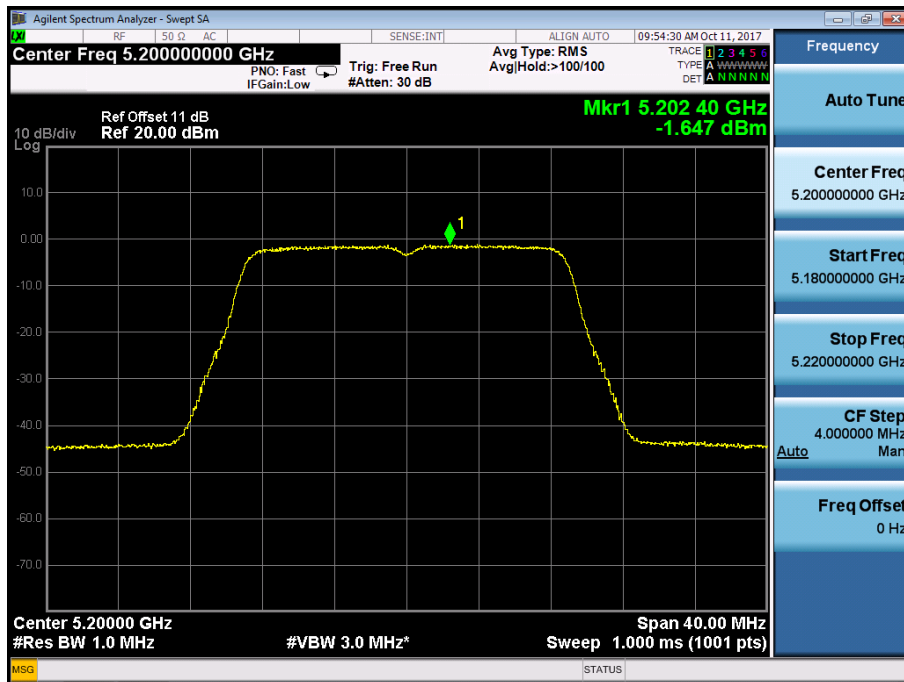 Agilent Spectrum Analyzer - Swept SA
LXI RF 50 Ω AC SENSE:INT ALIGN AUTO 09:54:30 AM Oct 11, 2017
Center Freq 5.200000000 GHz
PNO: Fast
IFGain:Low
Trig: Free Run
#Atten: 30 dB
Avg Type: RMS
Avg|Hold:>100/100
TRACE 1 2 3 4 5 6
TYPE A WWWWW
DET A N N N N N
Mkr1 5.202 40 GHz
-1.647 dBm
Ref Offset 11 dB
10 dB/div Ref 20.00 dBm
Log
10.0
0.00
-10.0
-20.0
-30.0
-40.0
-50.0
-60.0
-70.0
1
Center 5.20000 GHz Span 40.00 MHz
#Res BW 1.0 MHz #VBW 3.0 MHz* Sweep 1.000 ms (1001 pts)
MSG STATUS
Frequency
Auto Tune
Center Freq
5.200000000 GHz
Start Freq
5.180000000 GHz
Stop Freq
5.220000000 GHz
CF Step
4.000000 MHz
Auto Man
Freq Offset
0 Hz